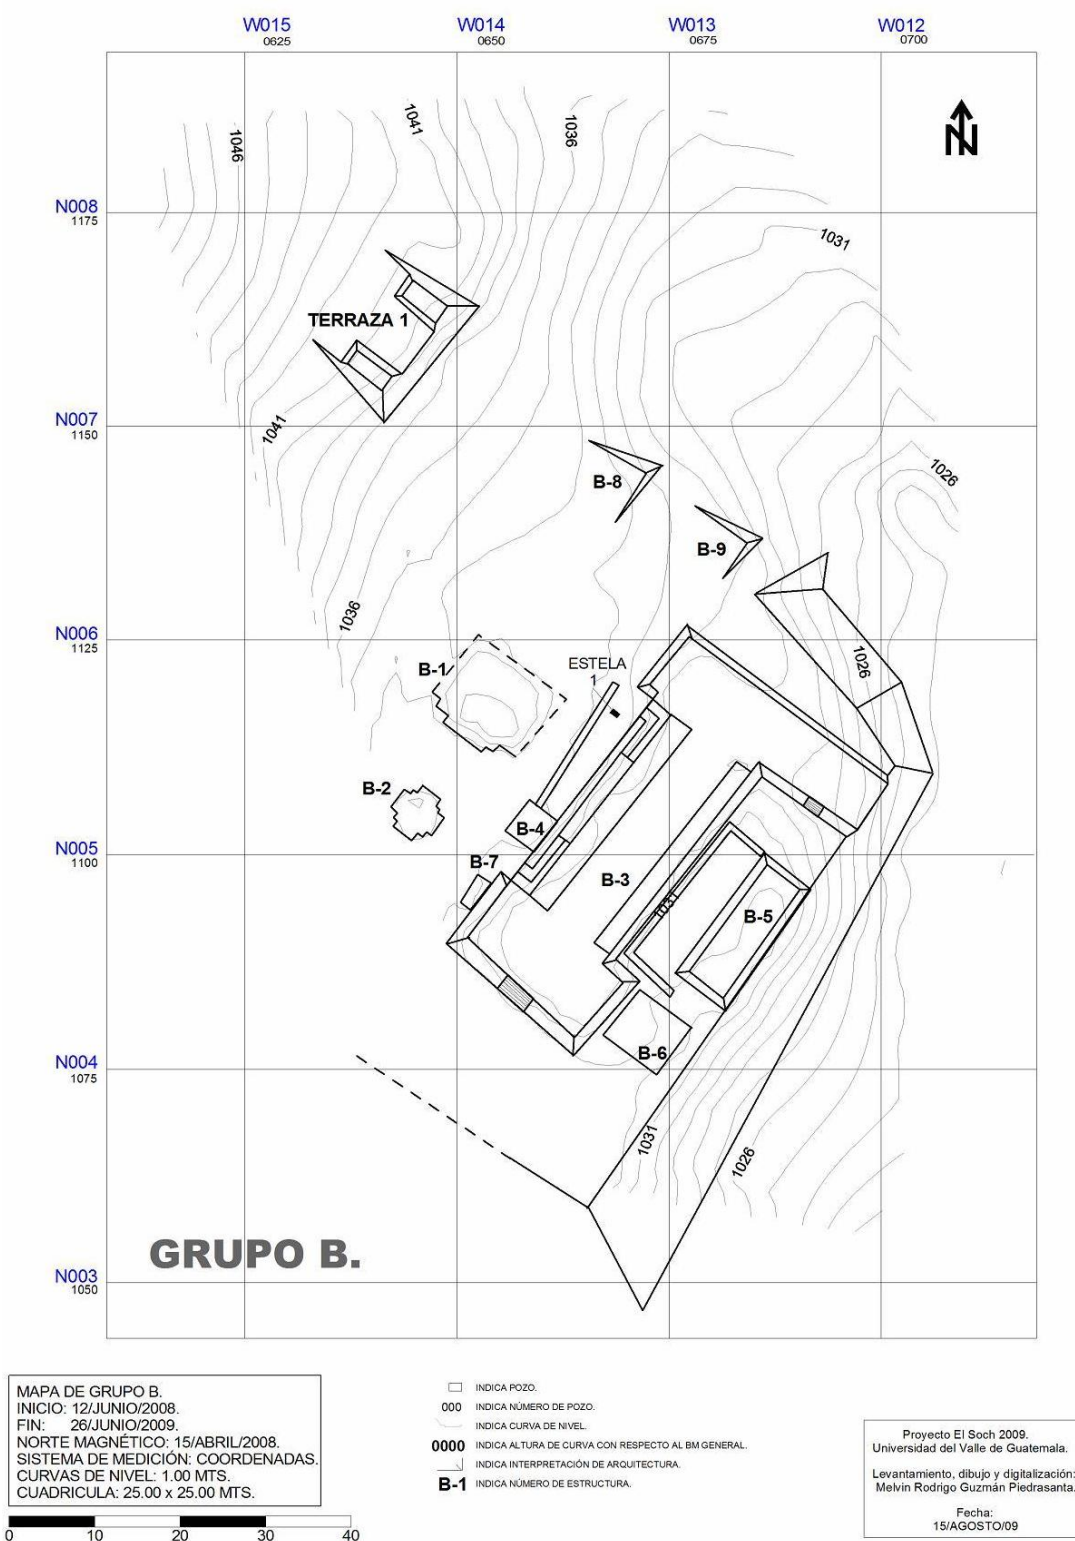 W015
0625
W014
0650
W013
0675
W012
0700
1046
1041
1036
N
N008
1175
1031
TERRAZA 1
N007
1150
1041
B-8
1026
B-9
1036
N006
1125
B-1
ESTELA
1
1026
B-2
B-4
N005
1100
B-7
B-3
1031
B-5
B-6
N004
1075
1031
1026
GRUPO B.
N003
1050
MAPA DE GRUPO B.
INICIO: 12/JUNIO/2008.
FIN: 26/JUNIO/2009.
NORTE MAGNÉTICO: 15/ABRIL/2008.
SISTEMA DE MEDICIÓN: COORDENADAS.
CURVAS DE NIVEL: 1.00 MTS.
CUADRICULA: 25.00 x 25.00 MTS.
0 10 20 30 40
INDICA POZO.
000 INDICA NÚMERO DE POZO.
INDICA CURVA DE NIVEL.
0000 INDICA ALTURA DE CURVA CON RESPECTO AL BM GENERAL.
INDICA INTERPRETACIÓN DE ARQUITECTURA.
B-1 INDICA NÚMERO DE ESTRUCTURA.
Proyecto El Soch 2009.
Universidad del Valle de Guatemala.
Levantamiento, dibujo y digitalización:
Melvin Rodrigo Guzmán Piedrasanta.
Fecha:
15/AGOSTO/09